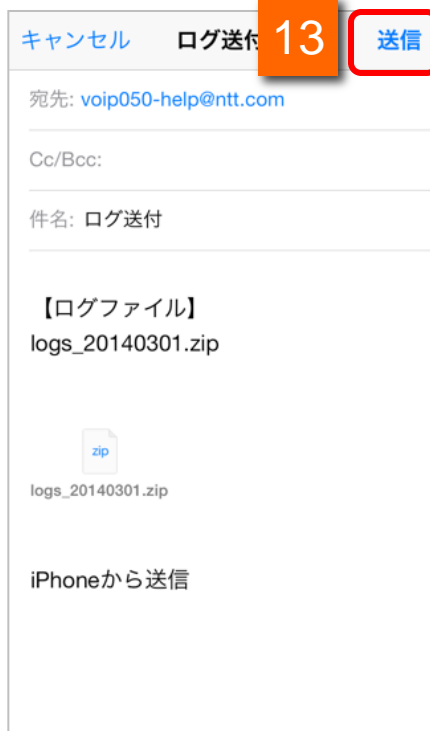 キャンセル ログ送付 13 送信
宛先: voip050-help@ntt.com
Cc/Bcc:
件名: ログ送付
【ログファイル】
logs_20140301.zip
zip
logs_20140301.zip
iPhoneから送信